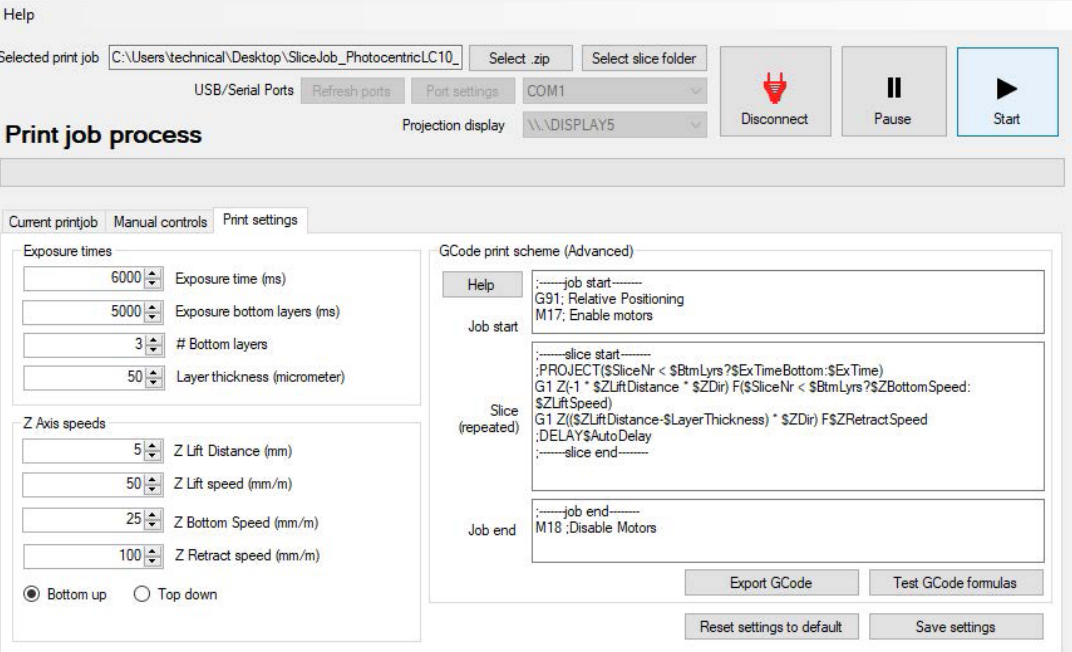 Help
Selected print job C:\Users\technical\Desktop\SliceJob_PhotocentricLC10_ Select .zip Select slice folder
USB/Serial Ports Refresh ports Port settings COM1
Projection display \\.\DISPLAY5
Disconnect Pause Start
Print job process
Current printjob Manual controls Print settings
Exposure times
6000 Exposure time (ms)
5000 Exposure bottom layers (ms)
3 # Bottom layers
50 Layer thickness (micrometer)
Z Axis speeds
5 Z Lift Distance (mm)
50 Z Lift speed (mm/m)
25 Z Bottom Speed (mm/m)
100 Z Retract speed (mm/m)
Bottom up Top down
GCode print scheme (Advanced)
Help
Job start
;------job start--------
G91; Relative Positioning
M17; Enable motors
Slice
(repeated)
;-------slice start--------
;PROJECT($SliceNr < $BtmLyrs?$ExTimeBottom:$ExTime)
G1 Z(-1 * $ZLiftDistance * $ZDir) F($SliceNr < $BtmLyrs?$ZBottomSpeed:
$ZLiftSpeed)
G1 Z(($ZLiftDistance-$LayerThickness) * $ZDir) F$ZRetractSpeed
;DELAY$AutoDelay
;-------slice end--------
Job end
;------job end--------
M18 ;Disable Motors
Export GCode Test GCode formulas
Reset settings to default Save settings